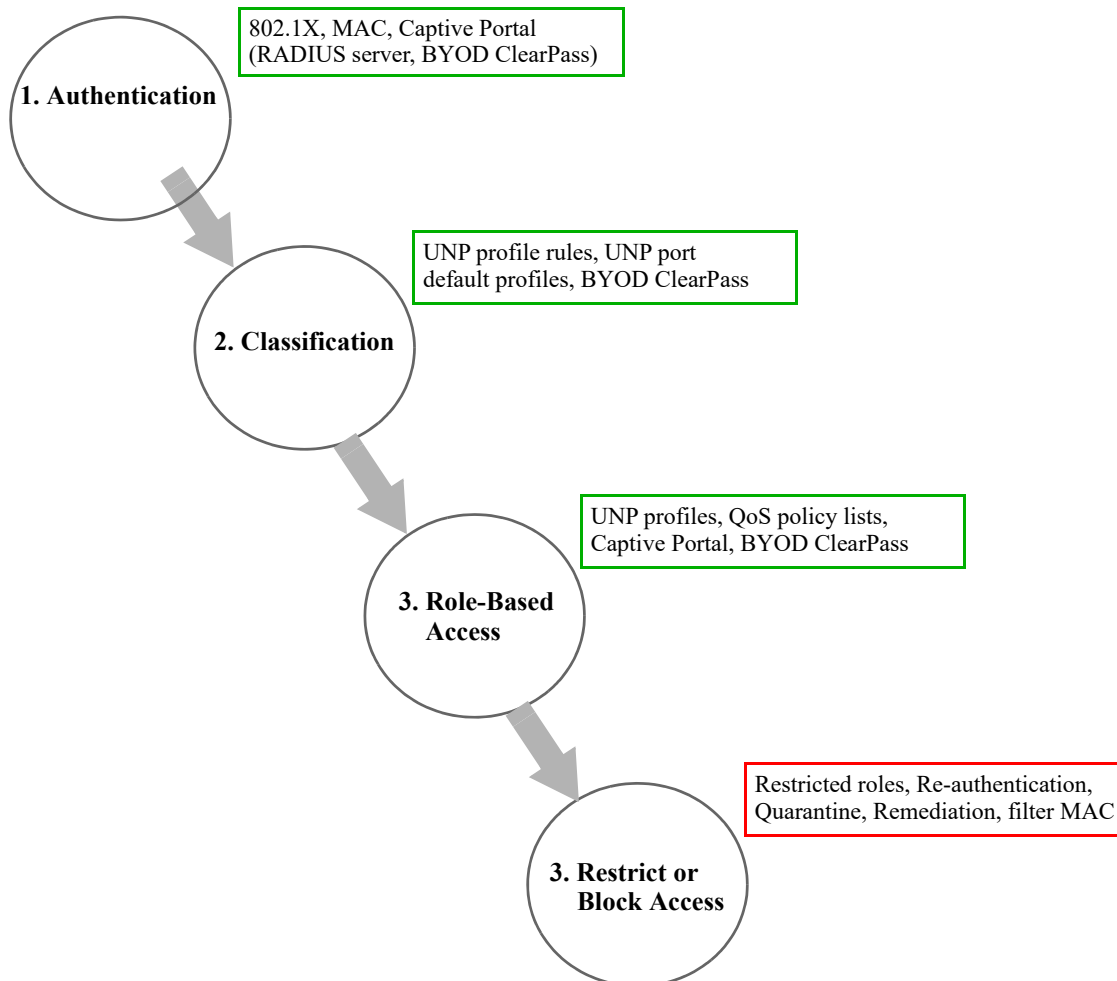 802.1X, MAC, Captive Portal
(RADIUS server, BYOD ClearPass)
1. Authentication
UNP profile rules, UNP port
default profiles, BYOD ClearPass
2. Classification
UNP profiles, QoS policy lists,
Captive Portal, BYOD ClearPass
3. Role-Based
Access
Restricted roles, Re-authentication,
Quarantine, Remediation, filter MAC
3. Restrict or
Block Access